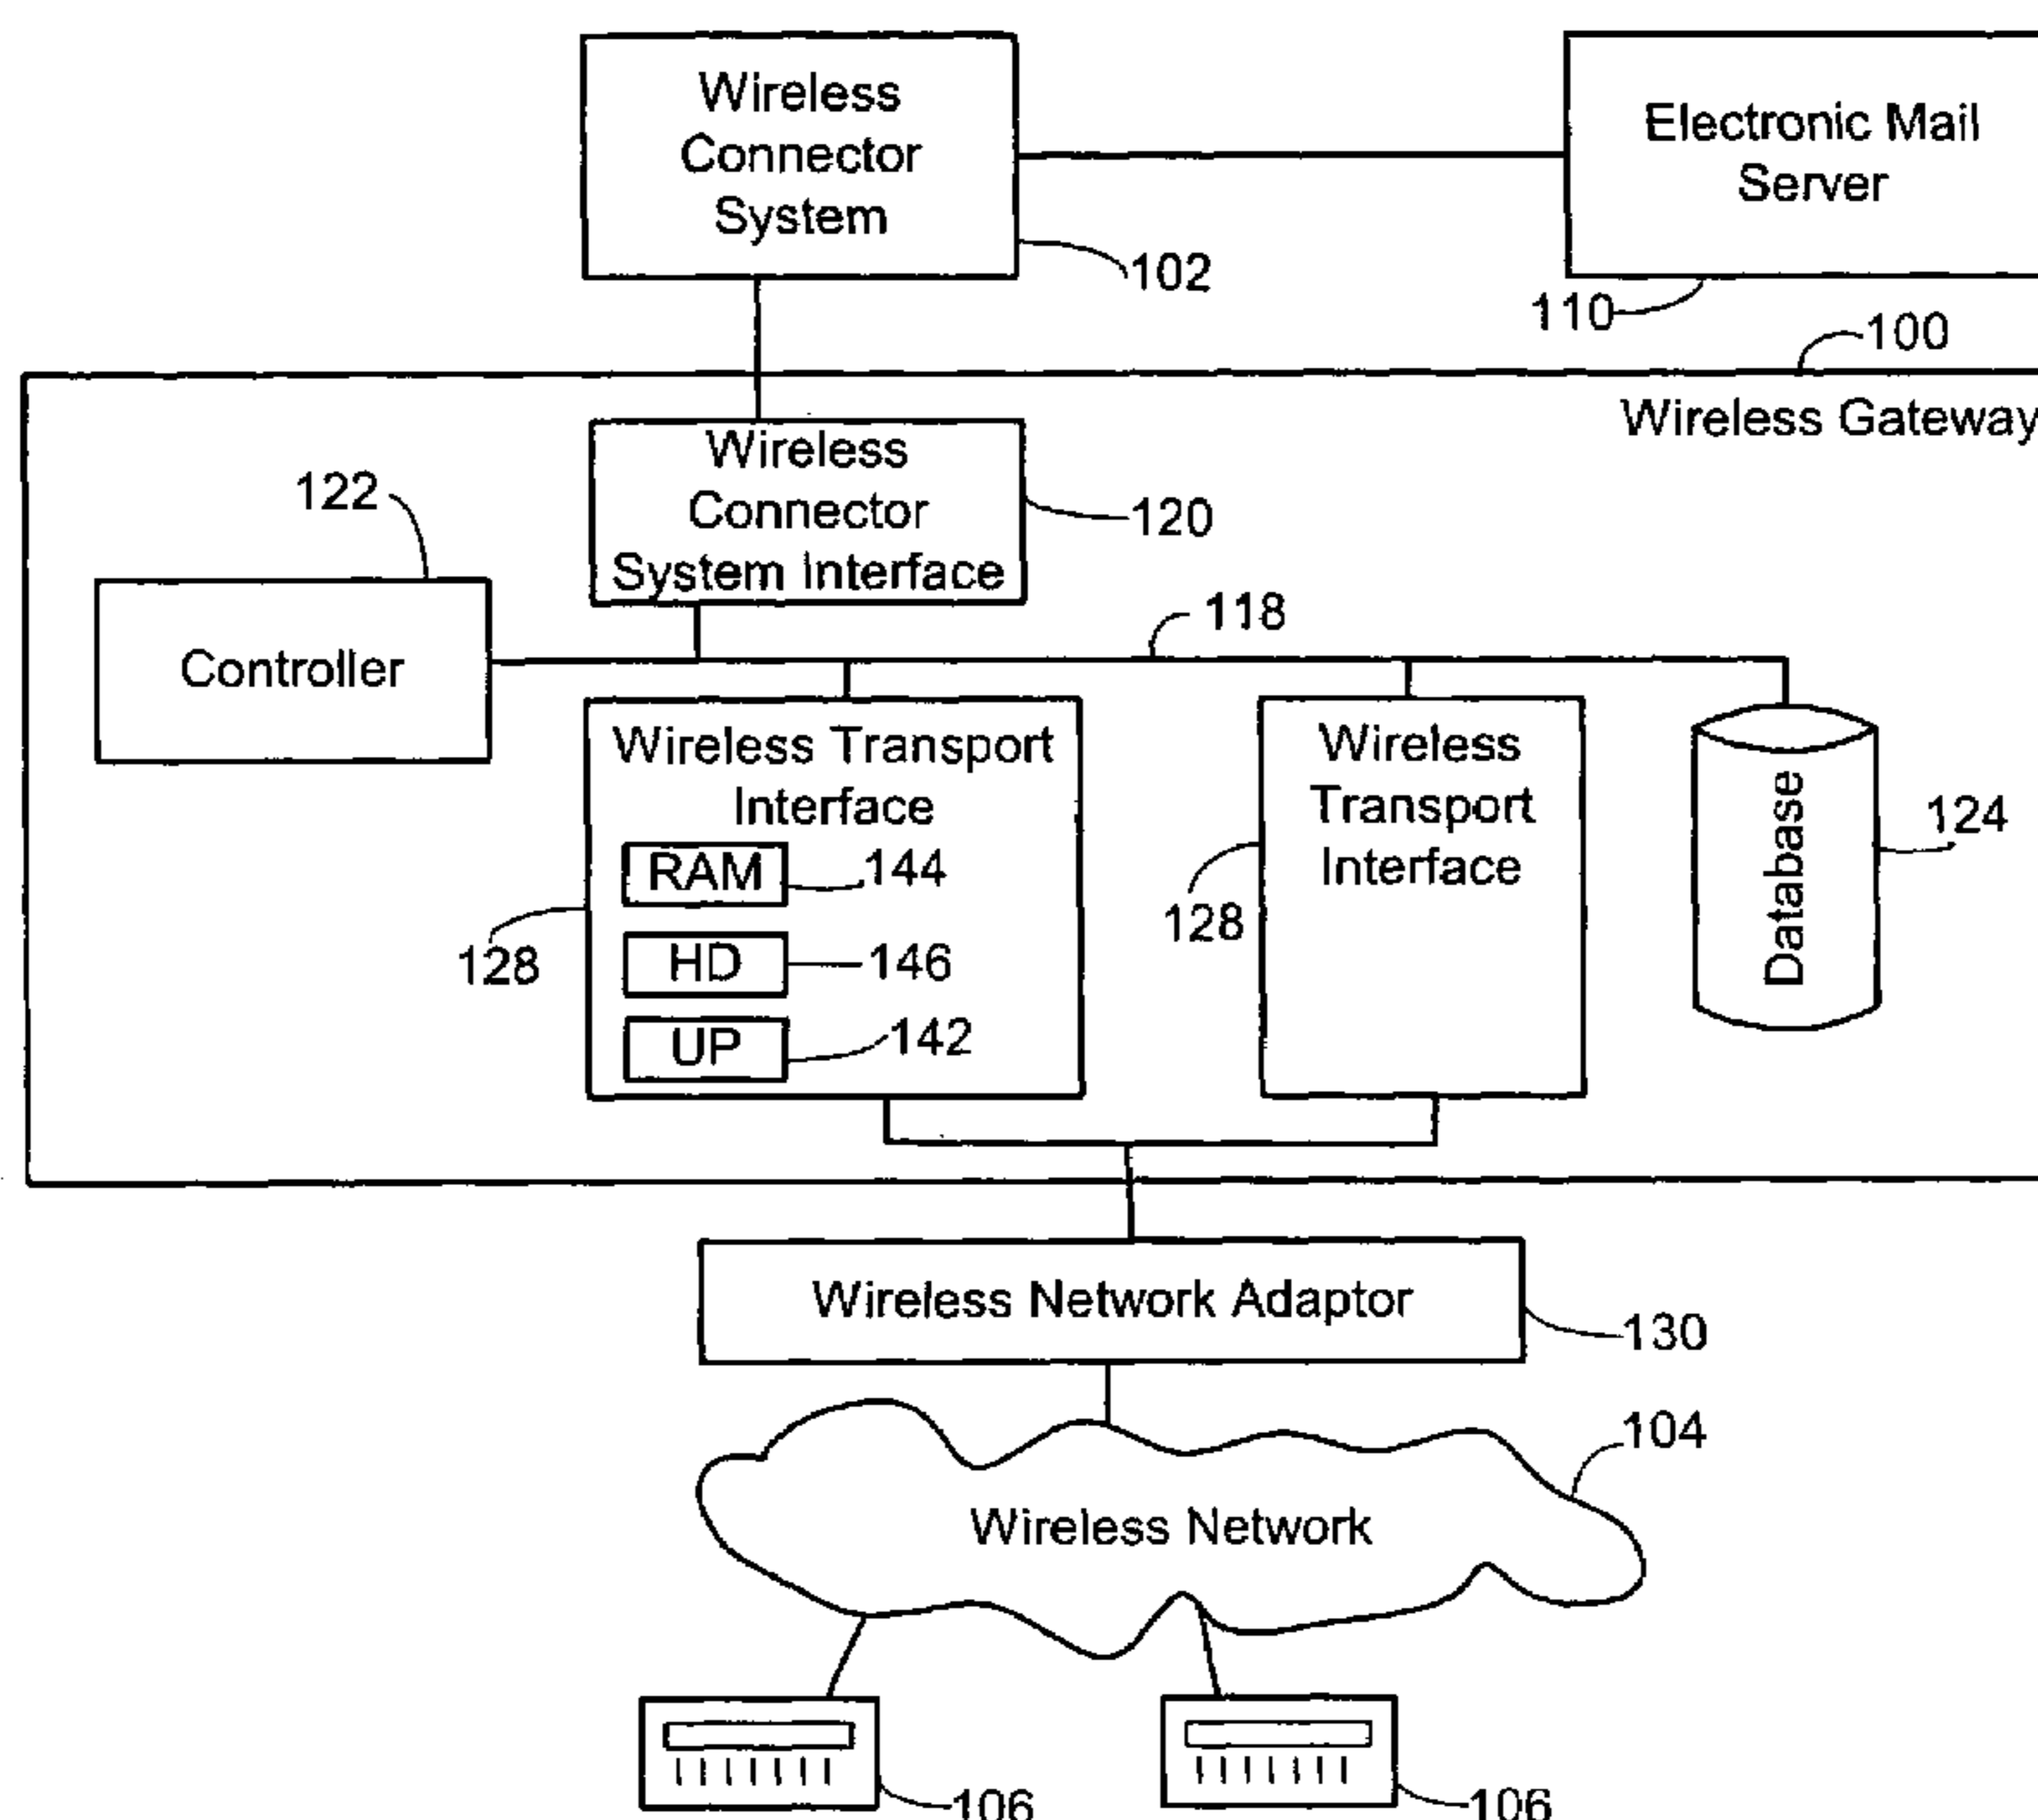 Wireless
Connector
System
102
Electronic Mail
Server
110
100
Wireless Gateway
Wireless
Connector
System Interface
120
122
Controller
118
Wireless Transport
Interface
RAM
144
HD
146
UP
142
128
Wireless
Transport
Interface
128
Database
124
Wireless Network Adaptor
130
104
Wireless Network
106
106